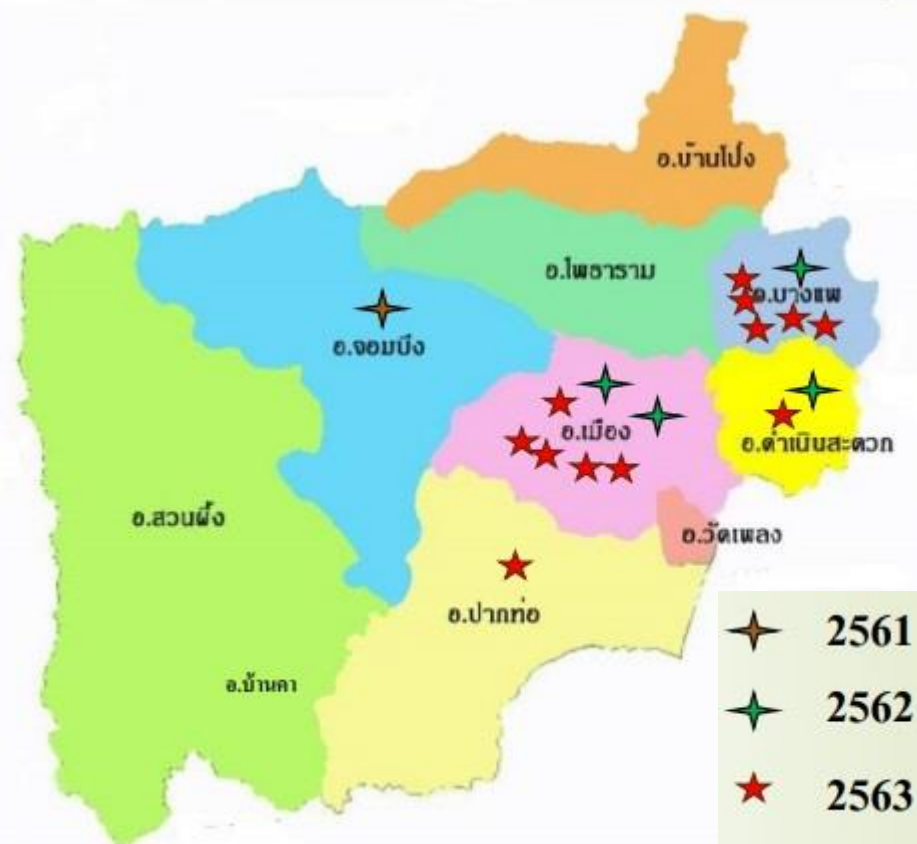 อ.บ้านโป่ง
อ.โพธาราม
อ.บางแพ
อ.จอมบึง
อ.เมือง
อ.ดำเนินสะดวก
อ.สวนผึ้ง
อ.วัดเพลง
อ.ปากท่อ
อ.บ้านคา
2561
2562
2563